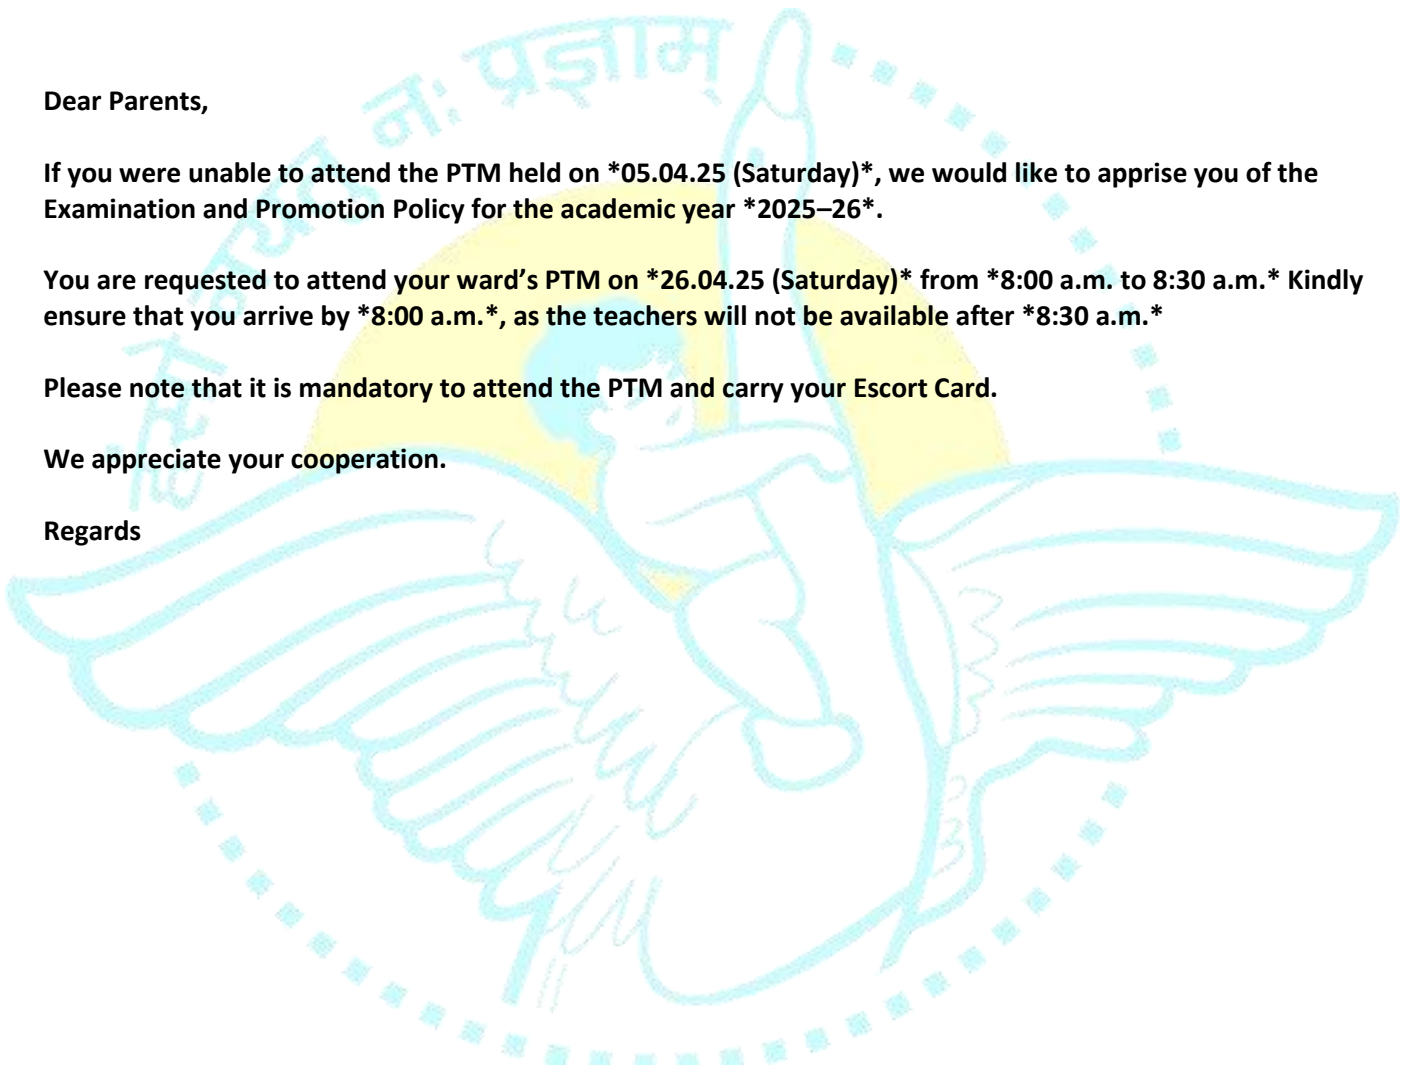 हंसो नयतु नः प्रज्ञाम्
Dear Parents,
If you were unable to attend the PTM held on *05.04.25 (Saturday)*, we would like to apprise you of the
Examination and Promotion Policy for the academic year *2025–26*.
You are requested to attend your ward’s PTM on *26.04.25 (Saturday)* from *8:00 a.m. to 8:30 a.m.* Kindly
ensure that you arrive by *8:00 a.m.*, as the teachers will not be available after *8:30 a.m.*
Please note that it is mandatory to attend the PTM and carry your Escort Card.
We appreciate your cooperation.
Regards